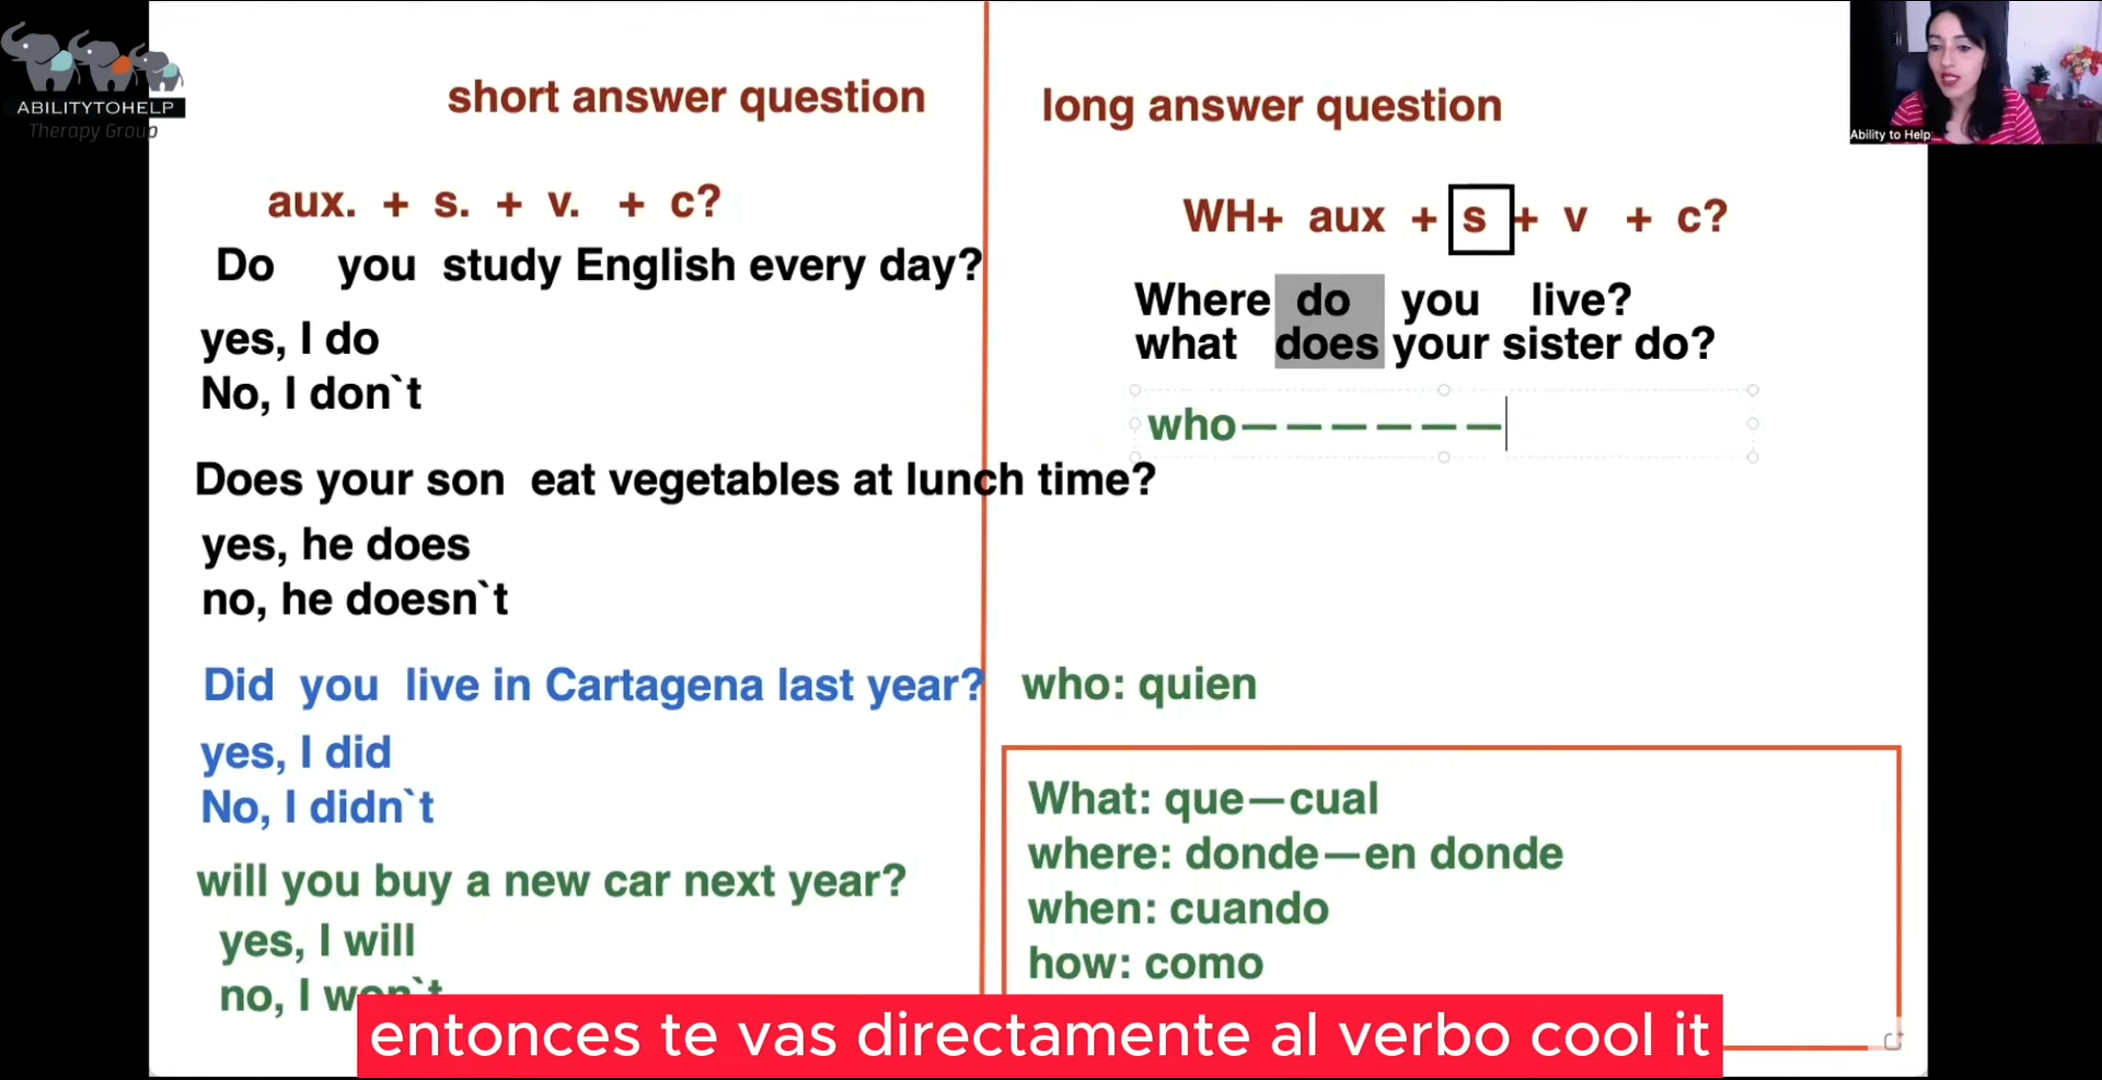 ABILITYTOHELP
Therapy Group
Ability to Help
short answer question
aux. + s. + v. + c?
Do you study English every day?
yes, I do
No, I don`t
Does your son eat vegetables at lunch time?
yes, he does
no, he doesn`t
Did you live in Cartagena last year?
yes, I did
No, I didn`t
will you buy a new car next year?
yes, I will
no, I won`t
long answer question
WH+ aux + s + v + c?
Where do you live?
what does your sister do?
who— — — — — —
who: quien
What: que—cual
where: donde—en donde
when: cuando
how: como
entonces te vas directamente al verbo cool it